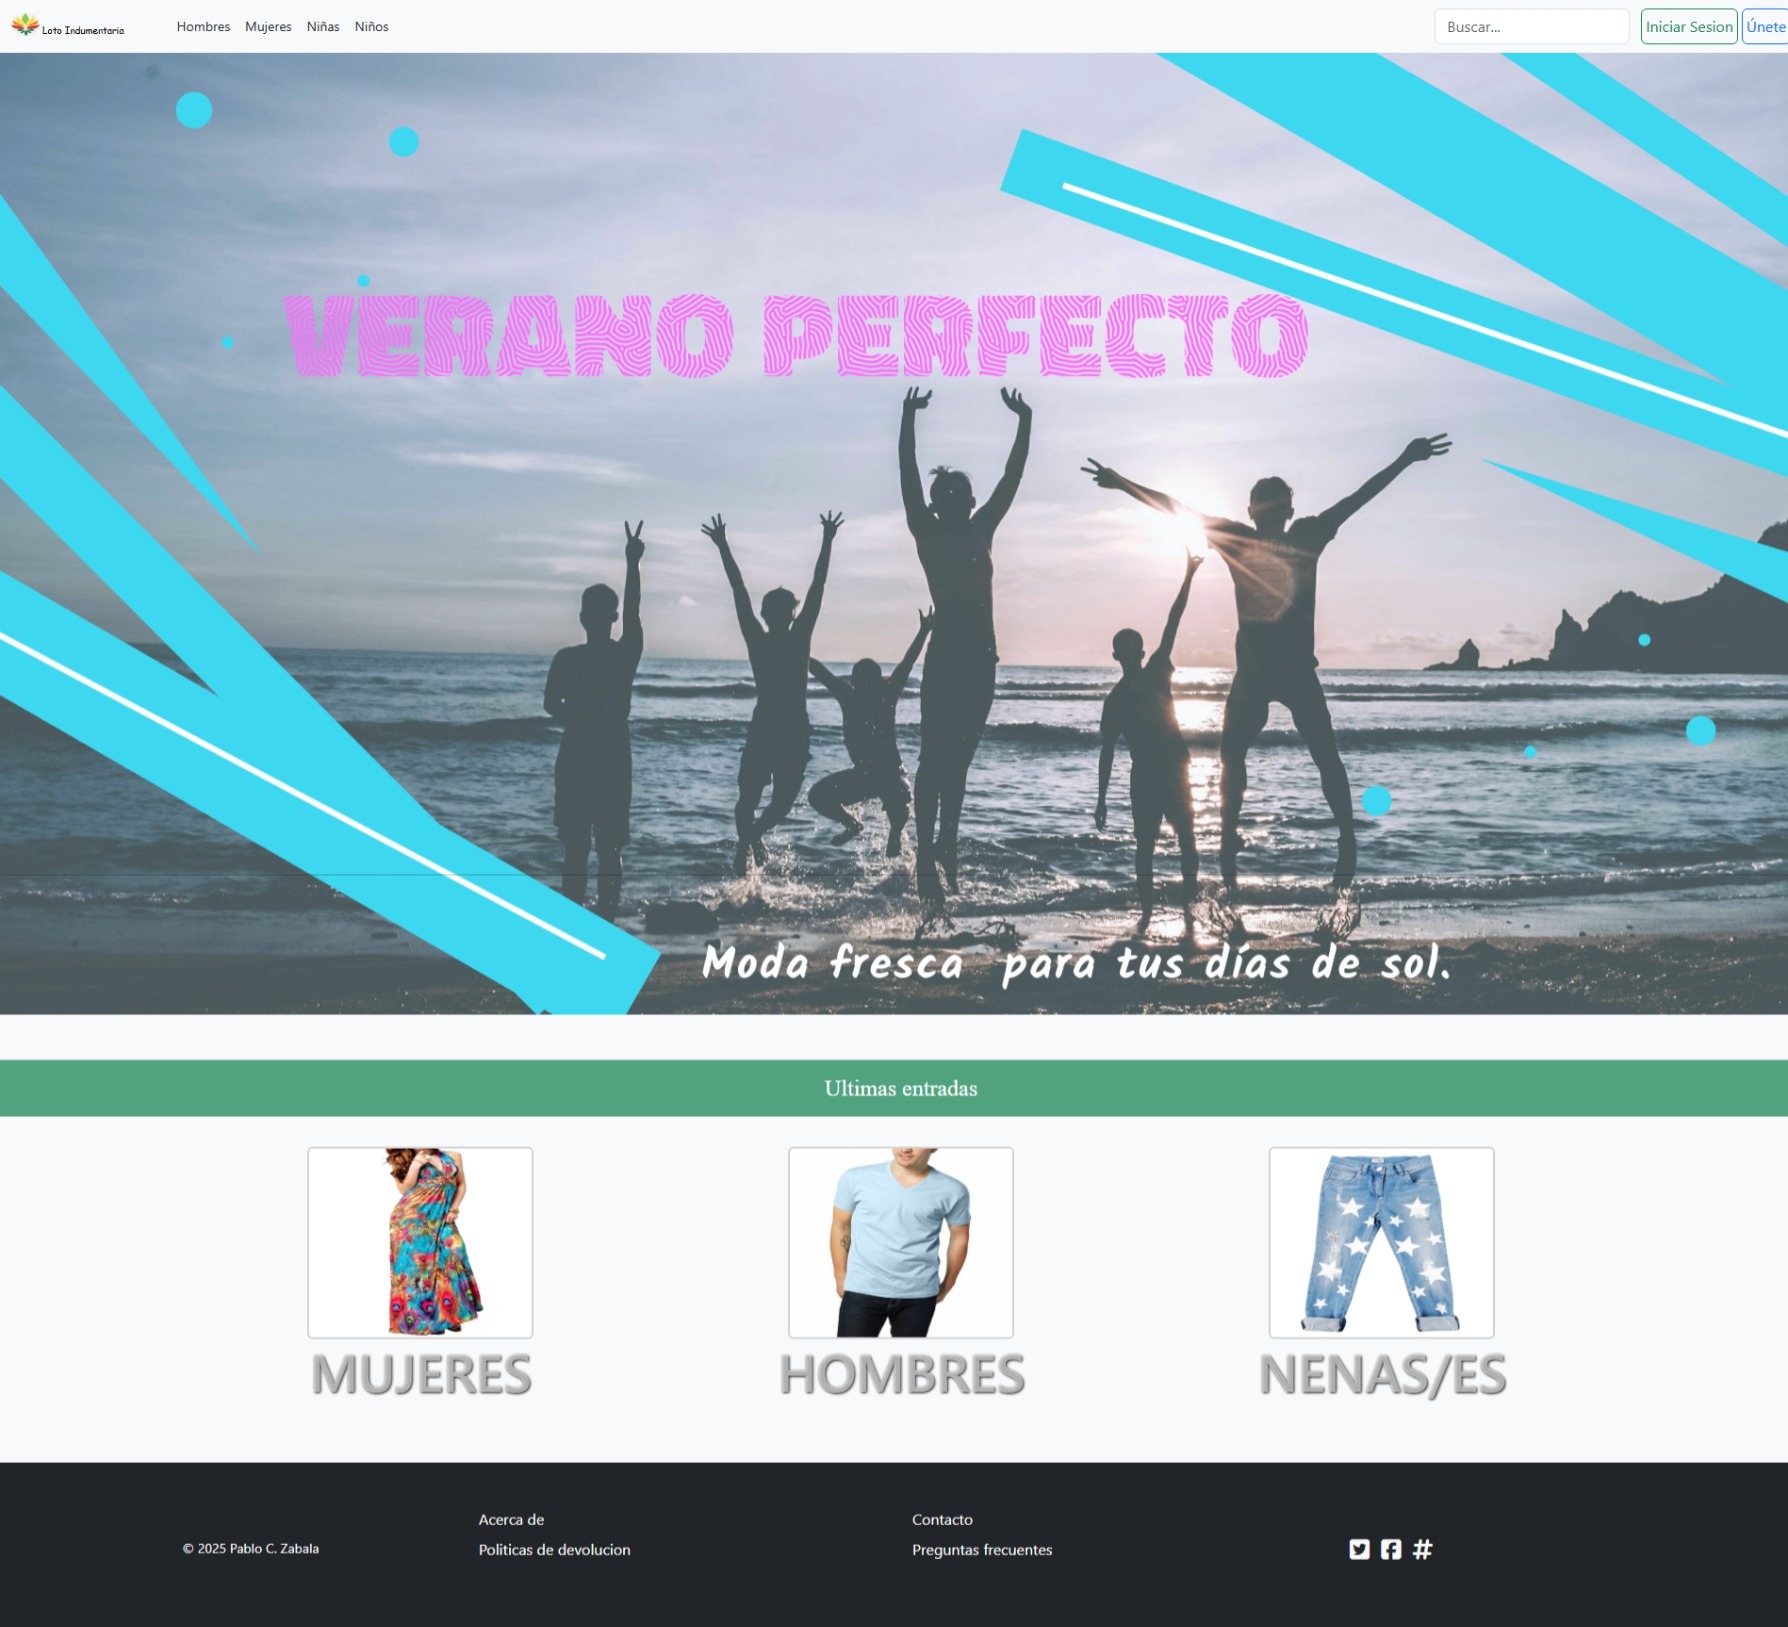 Loto Indumentaria
Hombres Mujeres Niñas Niños
Buscar...
Iniciar Sesion
Únete
VERANO PERFECTO
Moda fresca para tus días de sol.
Ultimas entradas
MUJERES
HOMBRES
NENAS/ES
© 2025 Pablo C. Zabala
Acerca de
Politicas de devolucion
Contacto
Preguntas frecuentes